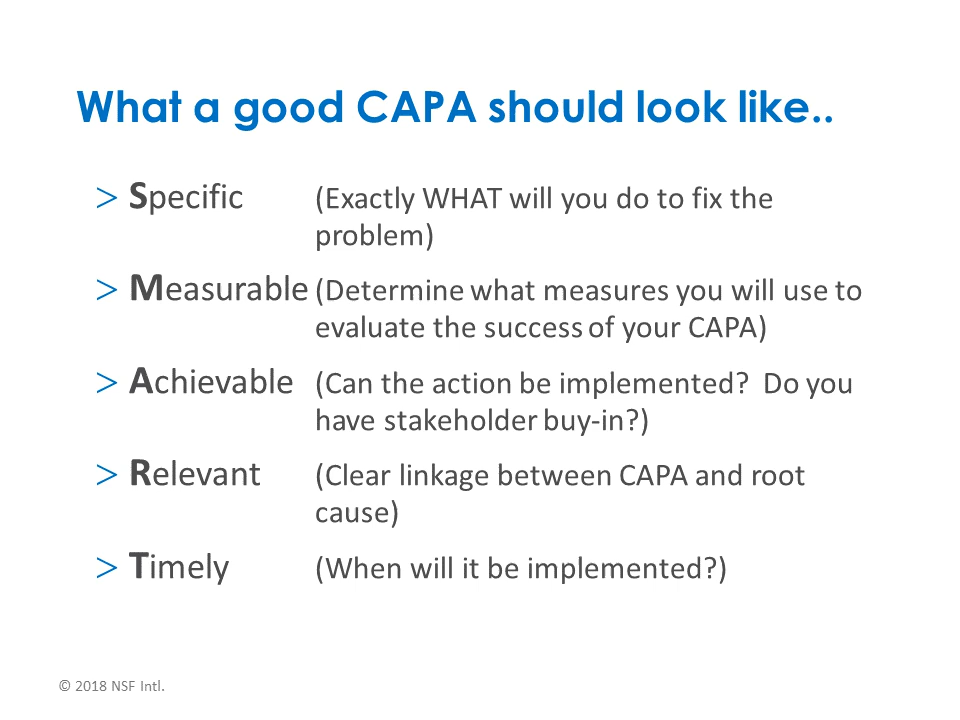 What a good CAPA should look like..
> Specific (Exactly WHAT will you do to fix the
problem)
> Measurable (Determine what measures you will use to
evaluate the success of your CAPA)
> Achievable (Can the action be implemented? Do you
have stakeholder buy-in?)
> Relevant (Clear linkage between CAPA and root
cause)
> Timely (When will it be implemented?)
© 2018 NSF Intl.